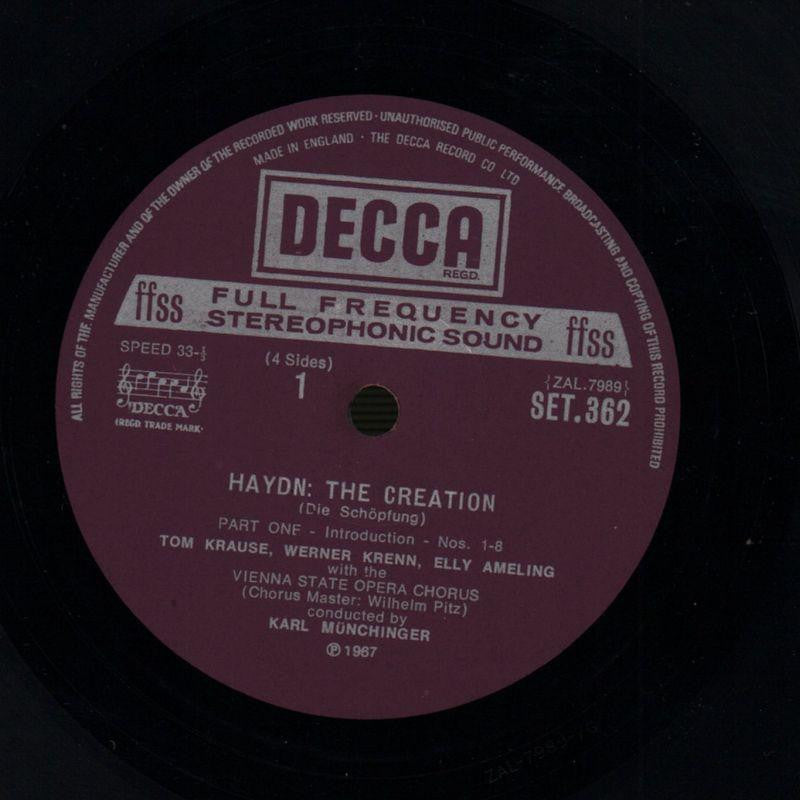 ALL RIGHTS OF THE MANUFACTURER AND OF THE OWNER OF THE RECORDED WORK RESERVED · UNAUTHORISED PUBLIC PERFORMANCE BROADCASTING AND COPYING OF THIS RECORD PROHIBITED
MADE IN ENGLAND · THE DECCA RECORD CO LTD
DECCA
REGD.
ffss FULL FREQUENCY STEREOPHONIC SOUND ffss
SPEED 33-⅓
(4 Sides)
1
ZAL.7989
SET.362
DECCA
(REGD TRADE MARK)
HAYDN: THE CREATION
(Die Schöpfung)
PART ONE - Introduction - Nos. 1-8
TOM KRAUSE, WERNER KRENN, ELLY AMELING
with the
VIENNA STATE OPERA CHORUS
(Chorus Master: Wilhelm Pitz)
conducted by
KARL MÜNCHINGER
℗ 1967